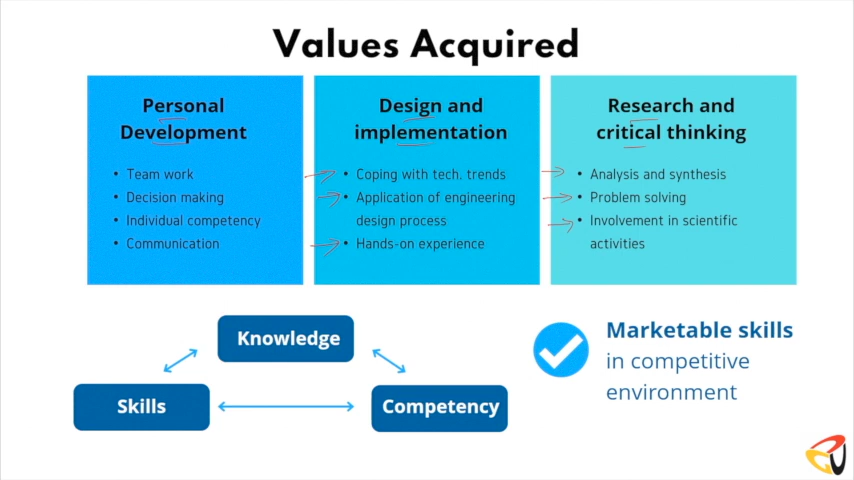 Values Acquired
Personal
Development
• Team work
• Decision making
• Individual competency
• Communication
Design and
implementation
• Coping with tech. trends
• Application of engineering
design process
• Hands-on experience
Research and
critical thinking
• Analysis and synthesis
• Problem solving
• Involvement in scientific
activities
Knowledge
Skills
Competency
Marketable skills
in competitive
environment